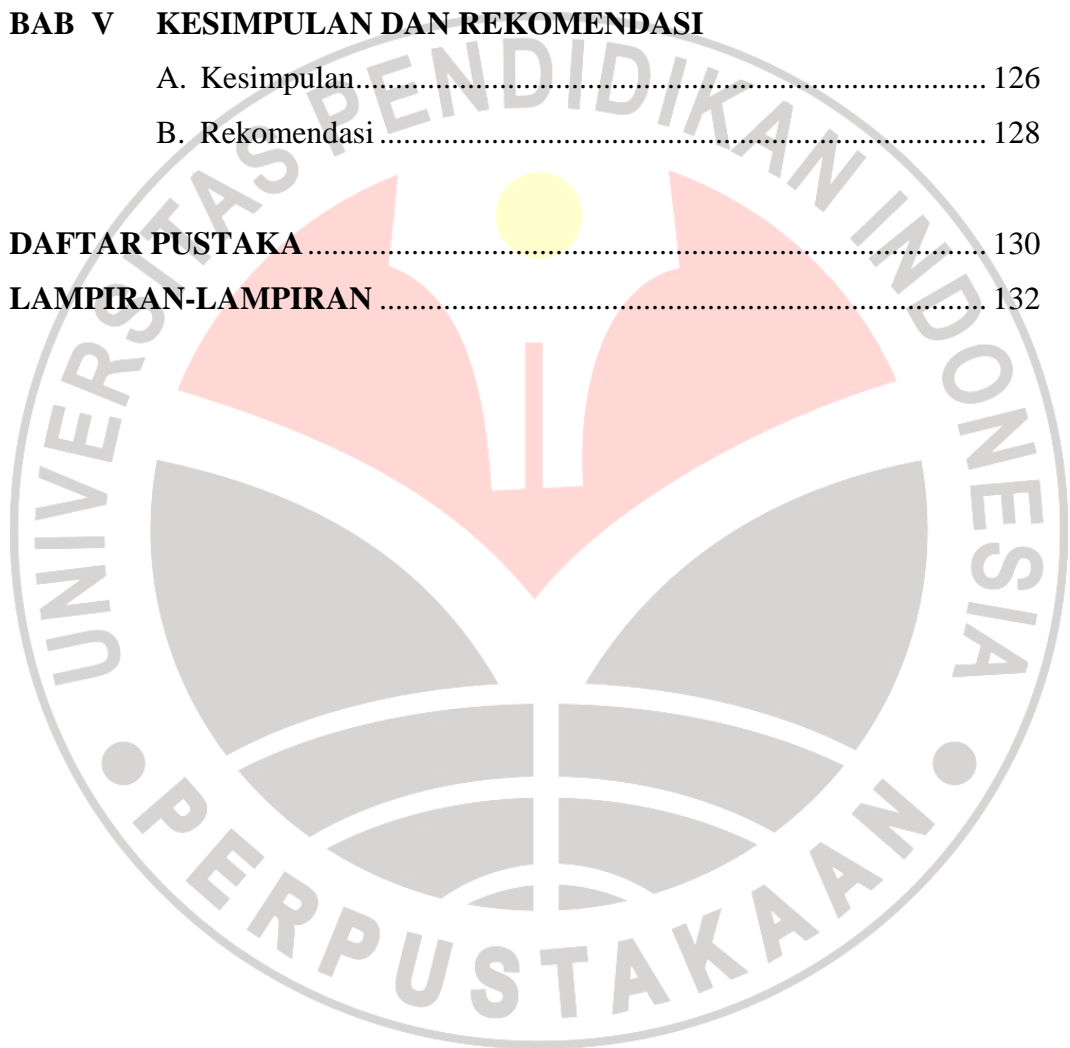 BAB V KESIMPULAN DAN REKOMENDASI
A. Kesimpulan........................................................................ 126
B. Rekomendasi ..................................................................... 128
DAFTAR PUSTAKA ............................................................................. 130
LAMPIRAN-LAMPIRAN ..................................................................... 132
UNIVERSITAS PENDIDIKAN INDONESIA
PERPUSTAKAAN